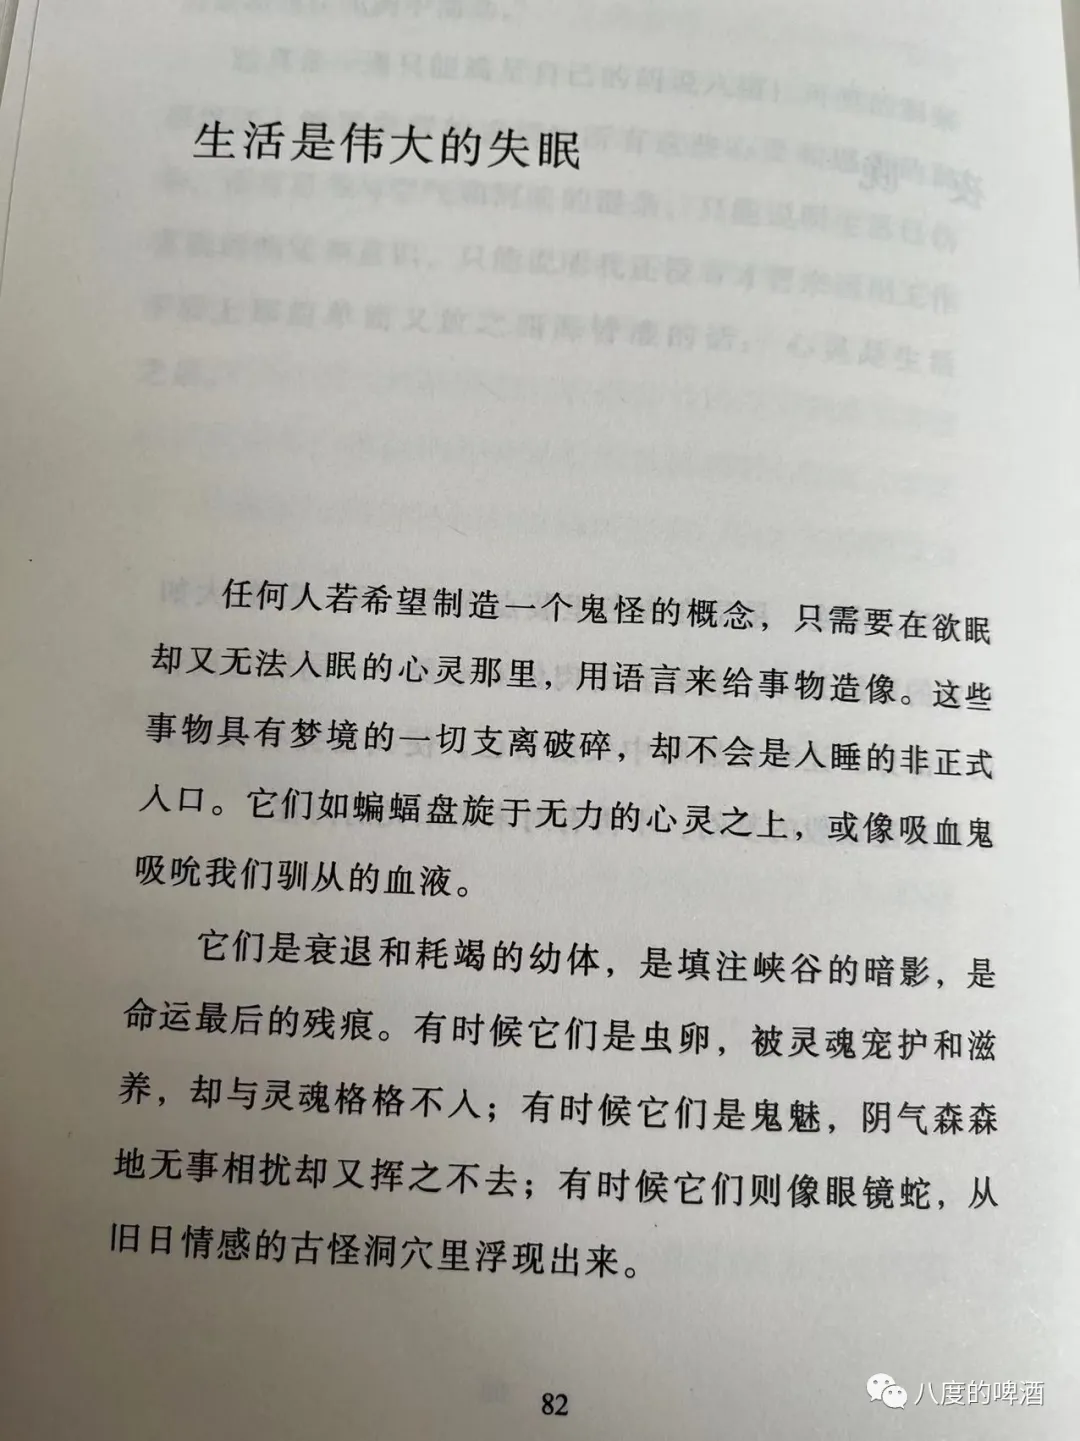 生活是伟大的失眠
任何人若希望制造一个鬼怪的概念，只需要在欲眠
却又无法入眠的心灵那里，用语言来给事物造像。这些
事物具有梦境的一切支离破碎，却不会是入睡的非正式
入口。它们如蝙蝠盘旋于无力的心灵之上，或像吸血鬼
吸吮我们驯从的血液。
它们是衰退和耗竭的幼体，是填注峡谷的暗影，是
命运最后的残痕。有时候它们是虫卵，被灵魂宠护和滋
养，却与灵魂格格不入；有时候它们是鬼魅，阴气森森
地无事相扰却又挥之不去；有时候它们则像眼镜蛇，从
旧日情感的古怪洞穴里浮现出来。
82
八度的啤酒